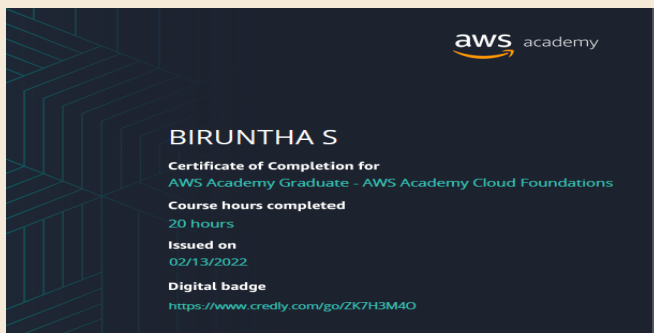 aws academy
BIRUNTHA S
Certificate of Completion for
AWS Academy Graduate - AWS Academy Cloud Foundations
Course hours completed
20 hours
Issued on
02/13/2022
Digital badge
https://www.credly.com/go/ZK7H3M4O